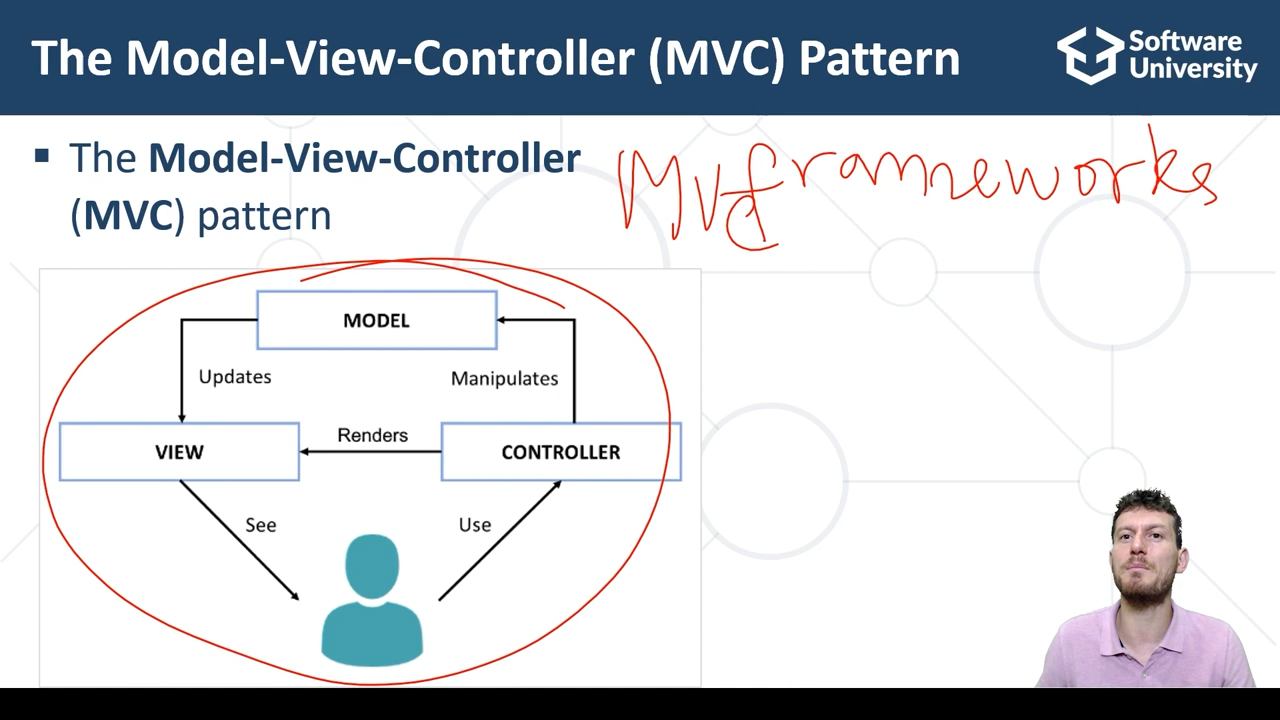 The Model-View-Controller (MVC) Pattern
Software
University
▪ The Model-View-Controller
(MVC) pattern
MVC frameworks
MODEL
Updates
Manipulates
Renders
VIEW
CONTROLLER
See
Use